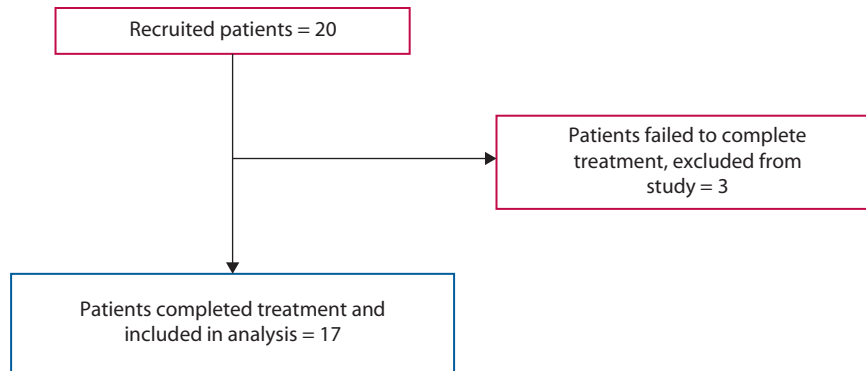 Recruited patients = 20
Patients failed to complete
treatment, excluded from
study = 3
Patients completed treatment and
included in analysis = 17